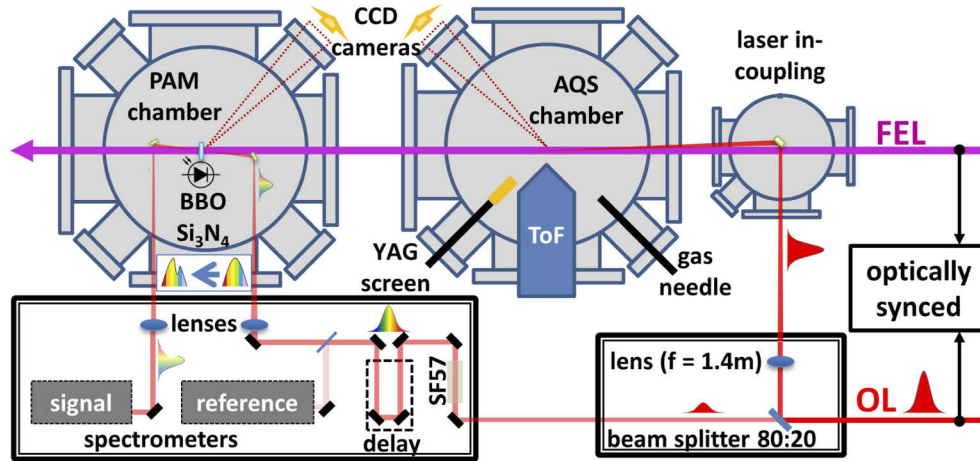 CCD
cameras
PAM
chamber
AQS
chamber
laser in-
coupling
FEL
BBO
Si₃N₄
YAG
screen
ToF
gas
needle
optically
synced
lenses
SF57
lens (f = 1.4m)
OL
signal
reference
spectrometers
delay
beam splitter 80:20